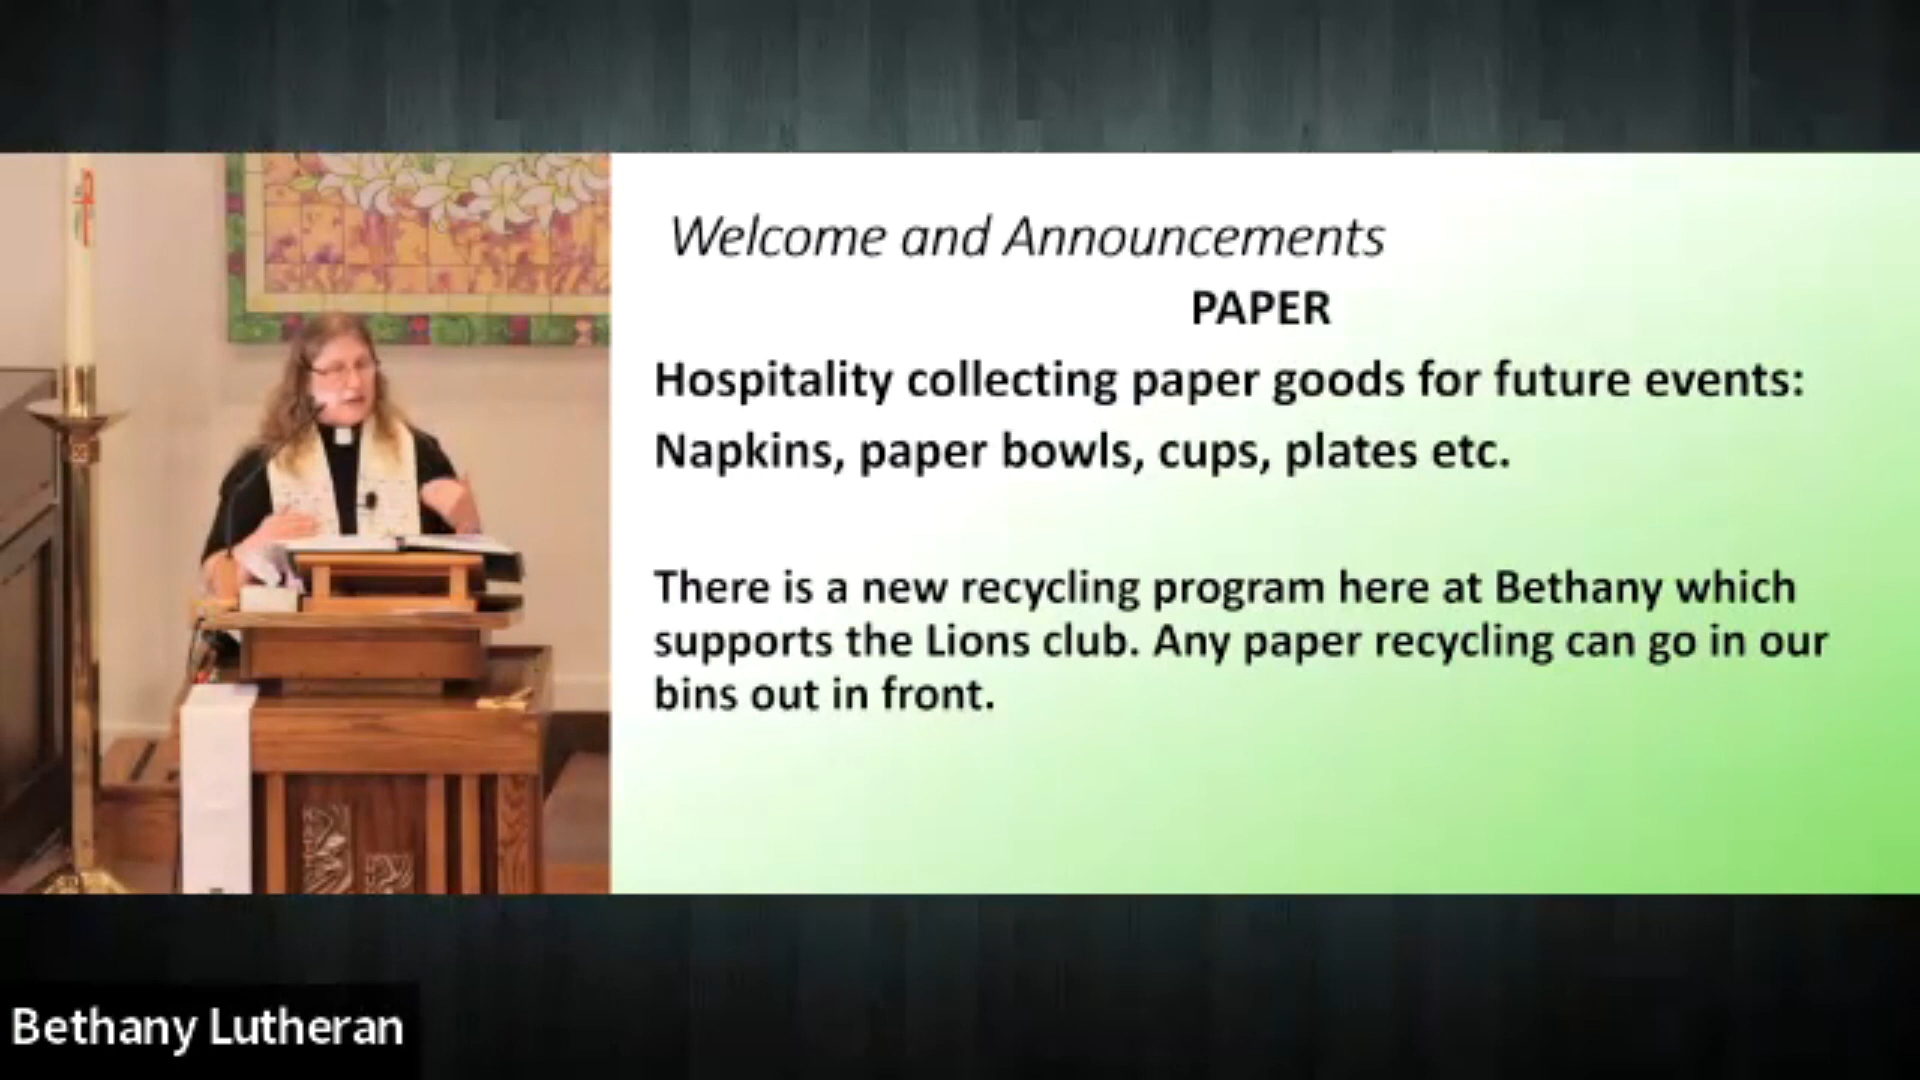 Welcome and Announcements
PAPER
Hospitality collecting paper goods for future events:
Napkins, paper bowls, cups, plates etc.
There is a new recycling program here at Bethany which
supports the Lions club. Any paper recycling can go in our
bins out in front.
Bethany Lutheran